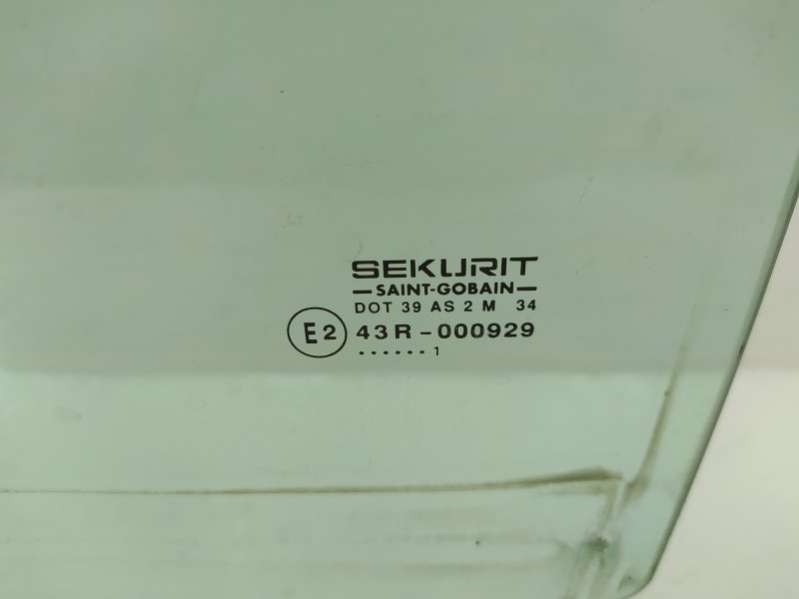 SEKURIT
SAINT-GOBAIN
DOT 39 AS 2 M 34
E2 43R-000929
...... 1